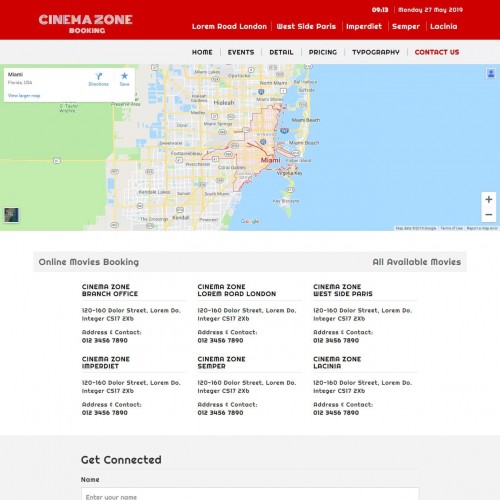 CINEMA ZONE
BOOKING
09:13 | Monday 27 May 2019
Lorem Road London | West Side Paris | Imperdiet | Semper | Lacinia
HOME | EVENTS | DETAIL | PRICING | TYPOGRAPHY | CONTACT US
Miami
Florida, USA
Directions
Save
View larger map
Opa-locka
Hialeah
Miami Beach
Miami
Fisher Island
Virginia Key
Key Biscayne
Coral Gables
Kendale Lakes
Kendall
The Crossings
Google
Map data ©2019 Google
Terms of Use
Report a map error
Online Movies Booking
All Available Movies
CINEMA ZONE
BRANCH OFFICE
120-160 Dolor Street, Lorem Do,
Integer CS17 2Xb
Address & Contact:
012 3456 7890
CINEMA ZONE
LOREM ROAD LONDON
120-160 Dolor Street, Lorem Do,
Integer CS17 2Xb
Address & Contact:
012 3456 7890
CINEMA ZONE
WEST SIDE PARIS
120-160 Dolor Street, Lorem Do,
Integer CS17 2Xb
Address & Contact:
012 3456 7890
CINEMA ZONE
IMPERDIET
120-160 Dolor Street, Lorem Do,
Integer CS17 2Xb
Address & Contact:
012 3456 7890
CINEMA ZONE
SEMPER
120-160 Dolor Street, Lorem Do,
Integer CS17 2Xb
Address & Contact:
012 3456 7890
CINEMA ZONE
LACINIA
120-160 Dolor Street, Lorem Do,
Integer CS17 2Xb
Address & Contact:
012 3456 7890
Get Connected
Name
Enter your name